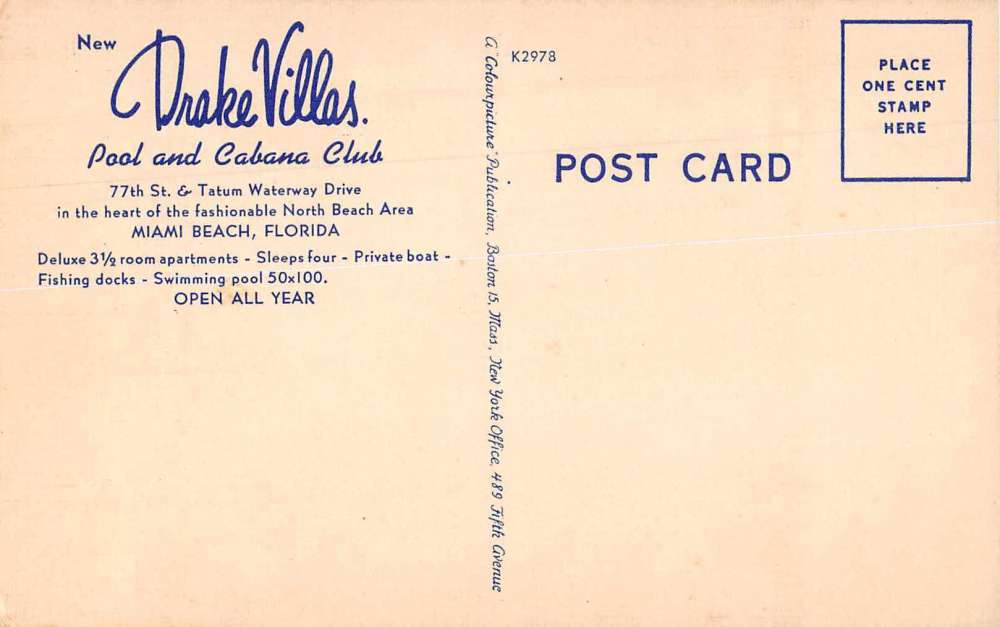 New
Drake Villas.
Pool and Cabana Club
77th St. & Tatum Waterway Drive
in the heart of the fashionable North Beach Area
MIAMI BEACH, FLORIDA
Deluxe 3½ room apartments - Sleeps four - Private boat -
Fishing docks - Swimming pool 50x100.
OPEN ALL YEAR
A "Colourpicture" Publication, Boston 15, Mass., New York Office, 489 Fifth Avenue
K2978
POST CARD
PLACE
ONE CENT
STAMP
HERE